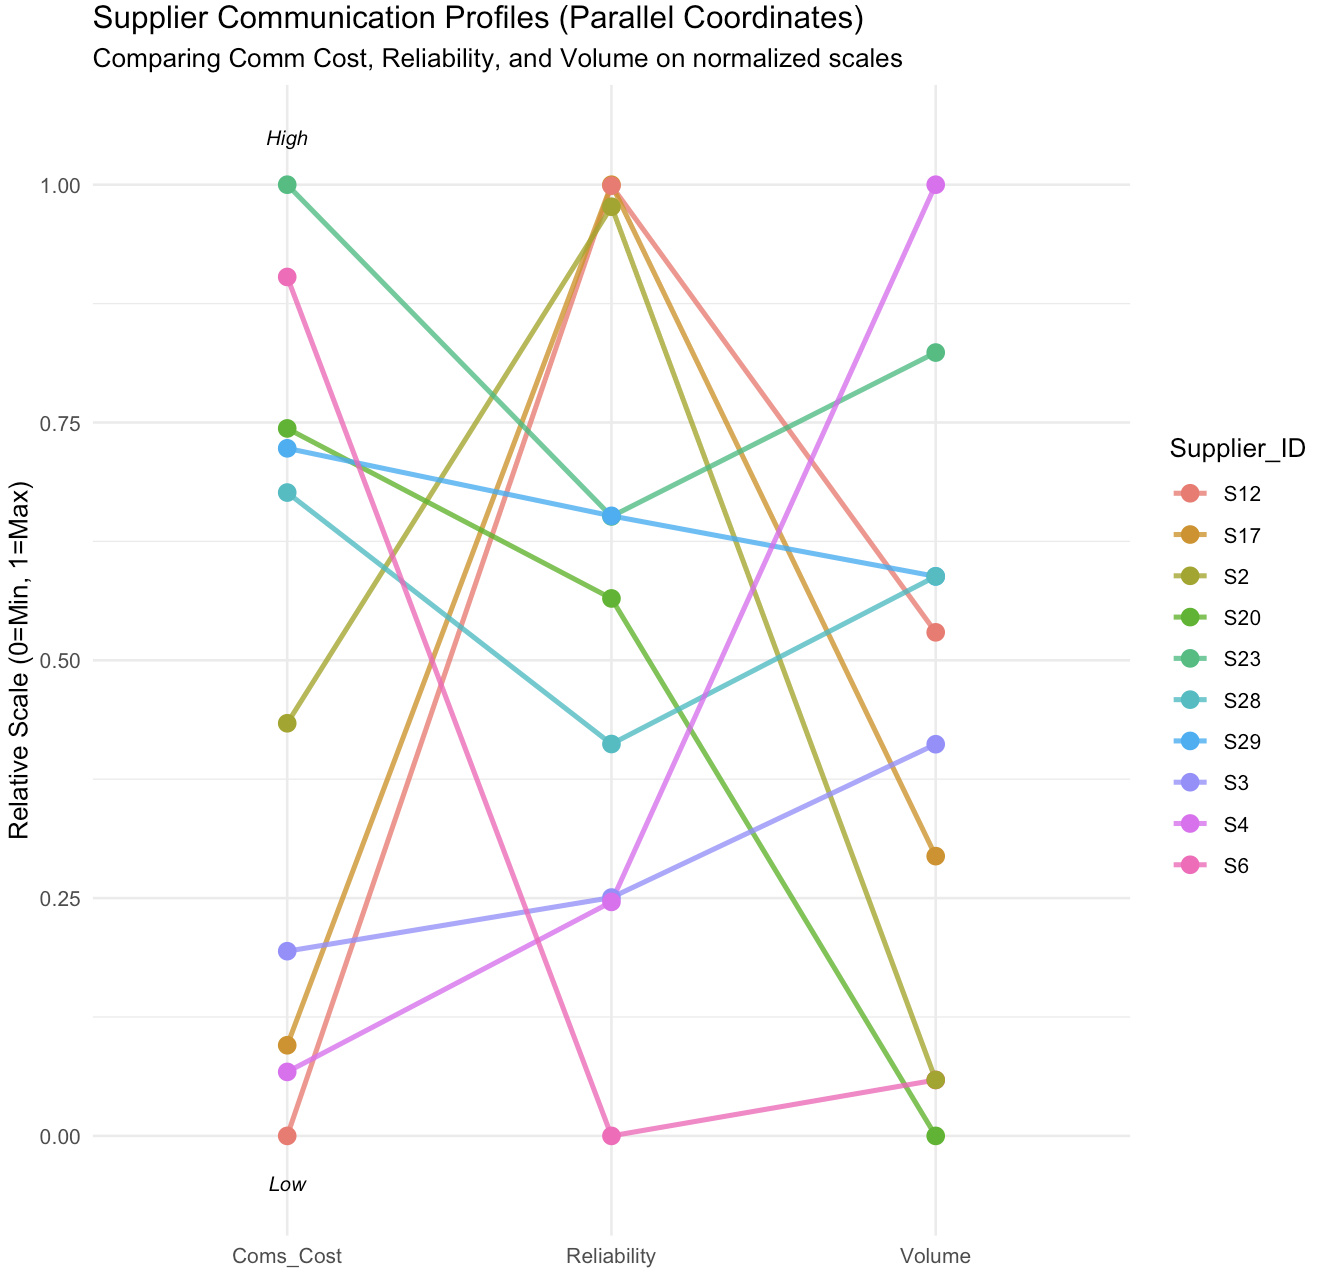 Supplier Communication Profiles (Parallel Coordinates)
Comparing Comm Cost, Reliability, and Volume on normalized scales
High
1.00
0.75
0.50
0.25
0.00
Low
Relative Scale (0=Min, 1=Max)
Coms_Cost
Reliability
Volume
Supplier_ID
S12
S17
S2
S20
S23
S28
S29
S3
S4
S6